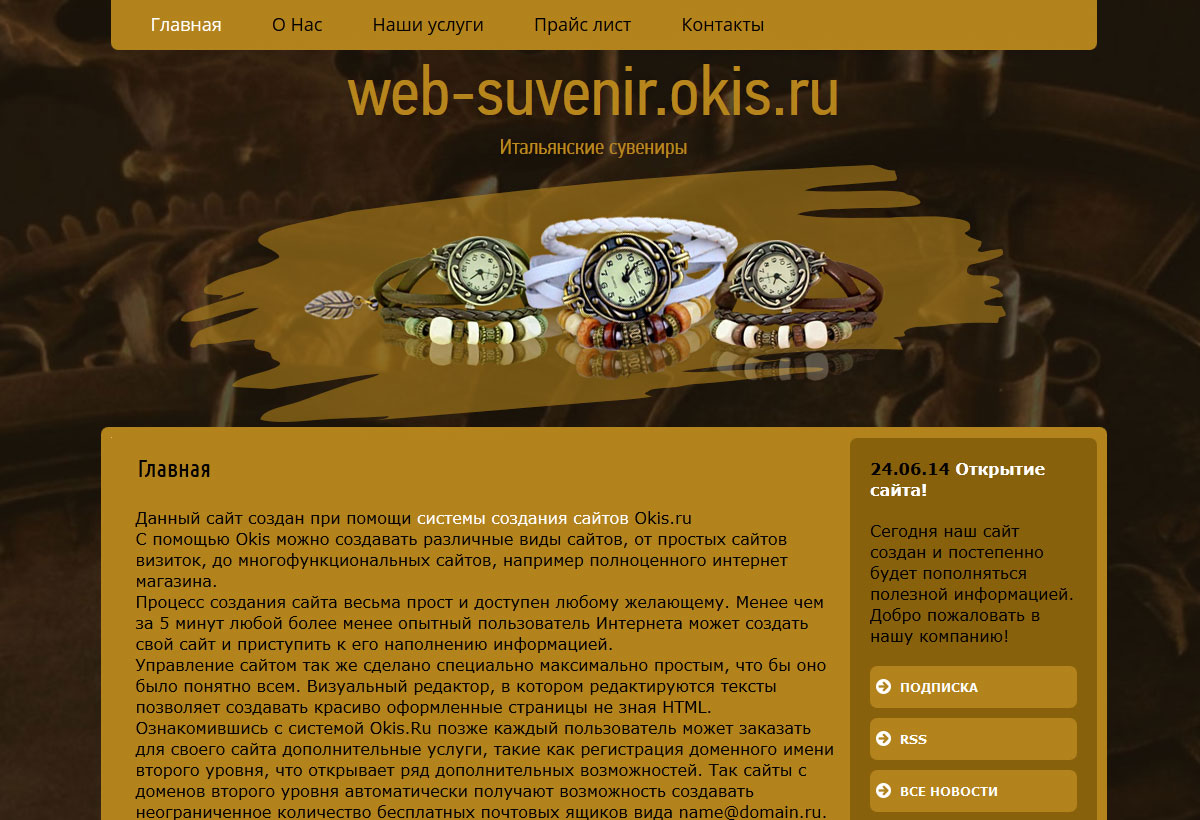 Главная
О Нас
Наши услуги
Прайс лист
Контакты
web-suvenir.okis.ru
Итальянские сувениры
Главная
Данный сайт создан при помощи системы создания сайтов Okis.ru
С помощью Okis можно создавать различные виды сайтов, от простых сайтов
визиток, до многофункциональных сайтов, например полноценного интернет
магазина.
Процесс создания сайта весьма прост и доступен любому желающему. Менее чем
за 5 минут любой более менее опытный пользователь Интернета может создать
свой сайт и приступить к его наполнению информацией.
Управление сайтом так же сделано специально максимально простым, что бы оно
было понятно всем. Визуальный редактор, в котором редактируются тексты
позволяет создавать красиво оформленные страницы не зная HTML.
Ознакомившись с системой Okis.Ru позже каждый пользователь может заказать
для своего сайта дополнительные услуги, такие как регистрация доменного имени
второго уровня, что открывает ряд дополнительных возможностей. Так сайты с
доменов второго уровня автоматически получают возможность создавать
неограниченное количество бесплатных почтовых ящиков вида name@domain.ru.
24.06.14 Открытие
сайта!
Сегодня наш сайт
создан и постепенно
будет пополняться
полезной информацией.
Добро пожаловать в
нашу компанию!
ПОДПИСКА
RSS
ВСЕ НОВОСТИ